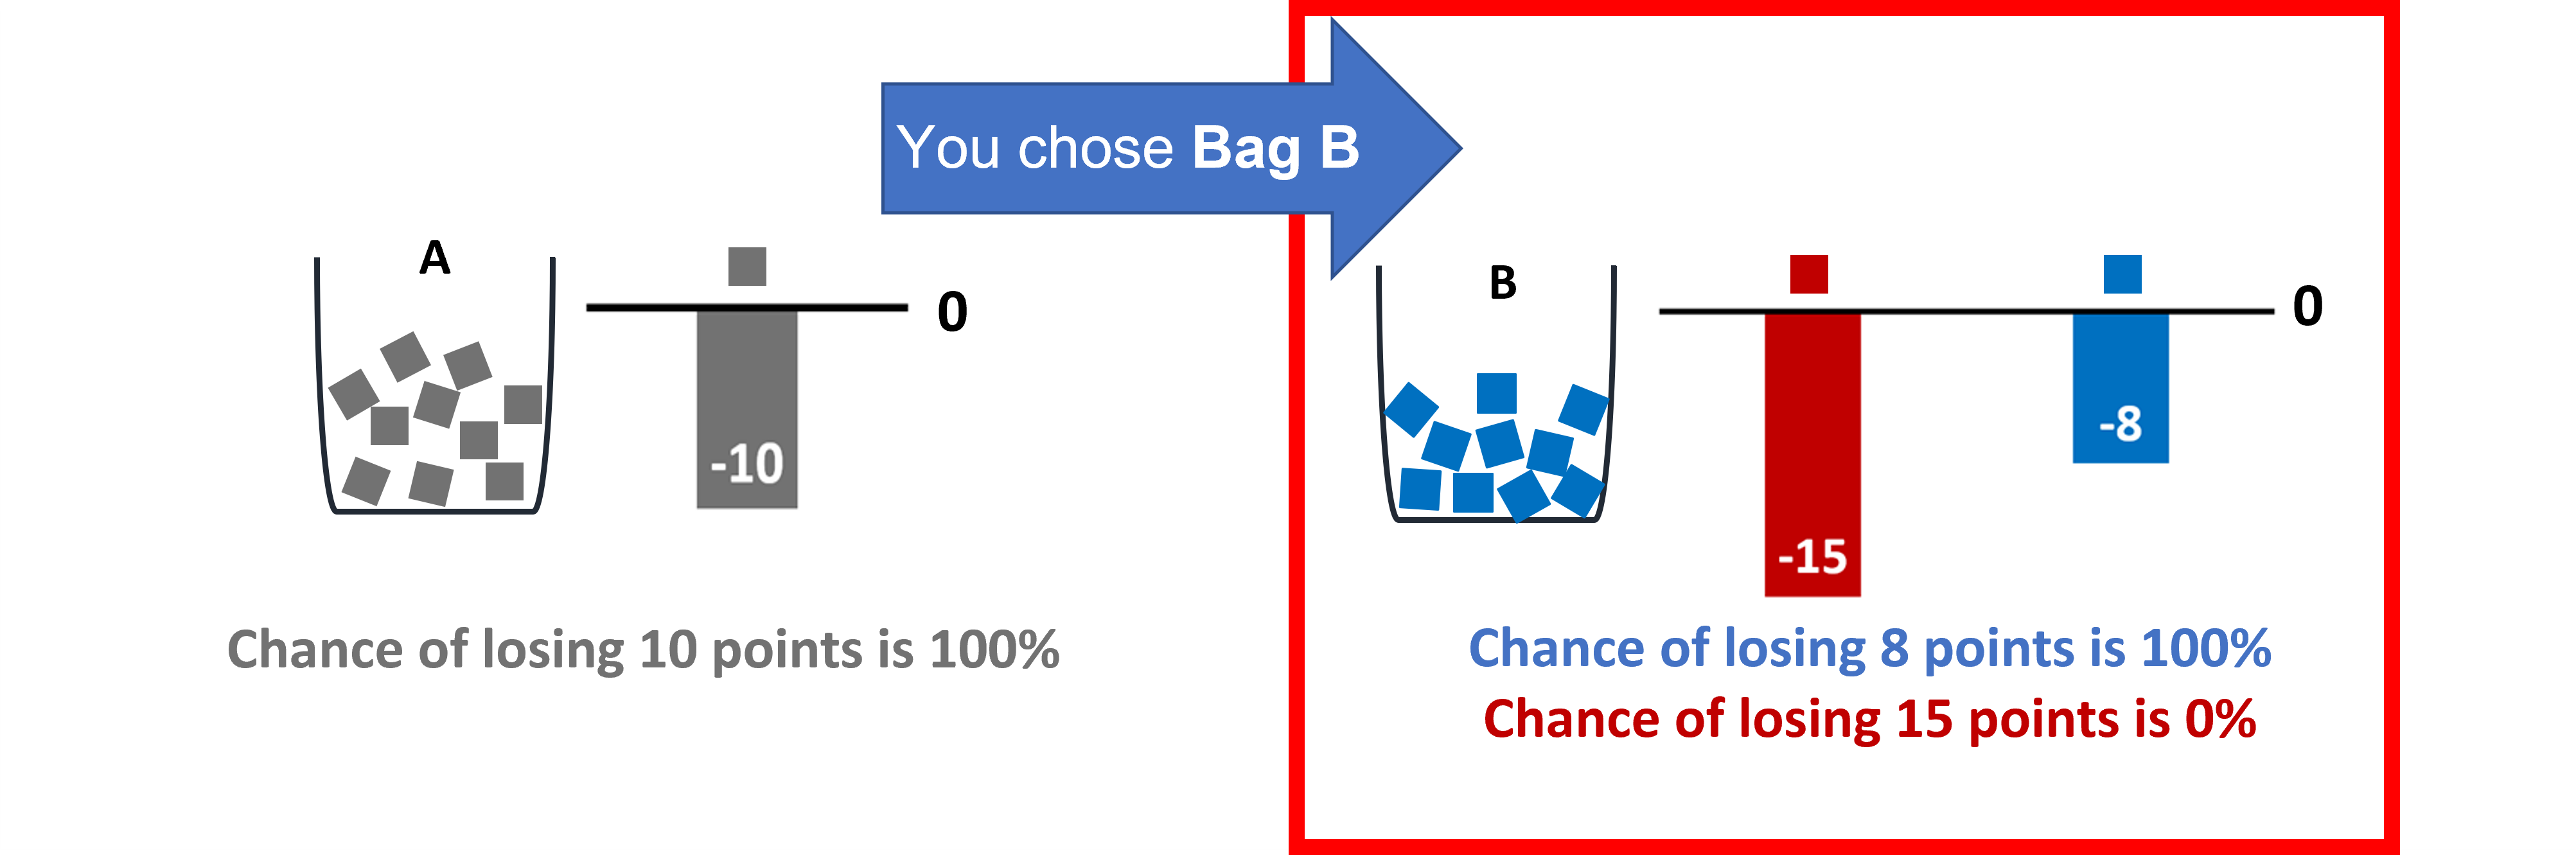 You chose Bag B
A
0
-10
Chance of losing 10 points is 100%
B
0
-15
-8
Chance of losing 8 points is 100%
Chance of losing 15 points is 0%